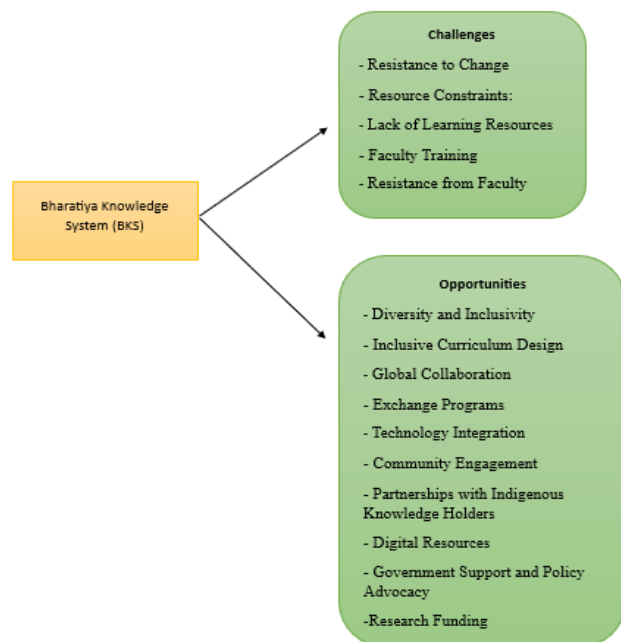 Challenges
- Resistance to Change
- Resource Constraints:
- Lack of Learning Resources
- Faculty Training
- Resistance from Faculty
Bharatiya Knowledge
System (BKS)
Opportunities
- Diversity and Inclusivity
- Inclusive Curriculum Design
- Global Collaboration
- Exchange Programs
- Technology Integration
- Community Engagement
- Partnerships with Indigenous
Knowledge Holders
- Digital Resources
- Government Support and Policy
Advocacy
-Research Funding